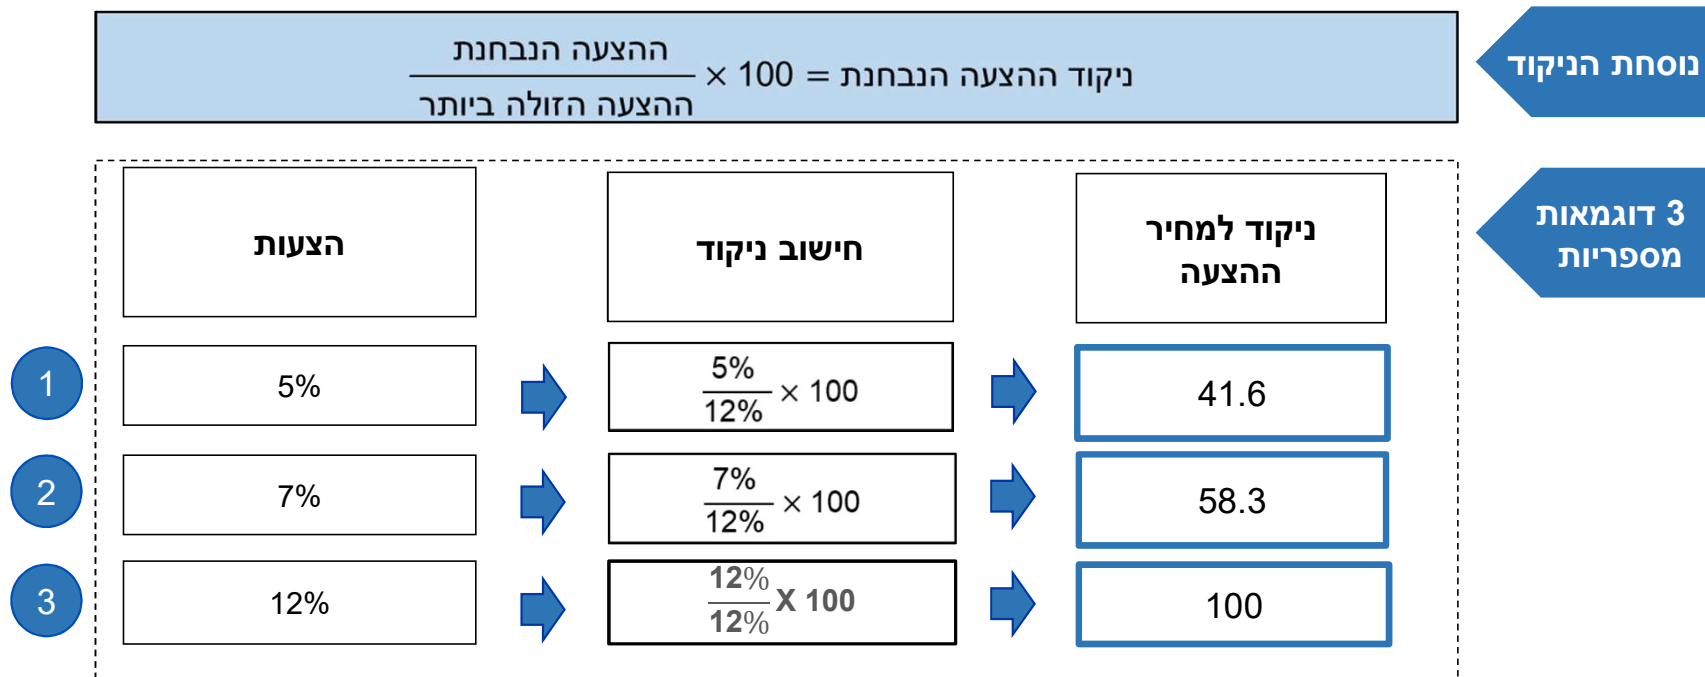 נוסחת הניקוד
ניקוד ההצעה הנבחנת = 100 × ההצעה הנבחנת / ההצעה הזולה ביותר
3 דוגמאות
מספריות
הצעות
חישוב ניקוד
ניקוד למחיר
ההצעה
1
5%
5% / 12% × 100
41.6
2
7%
7% / 12% × 100
58.3
3
12%
12% / 12% X 100
100